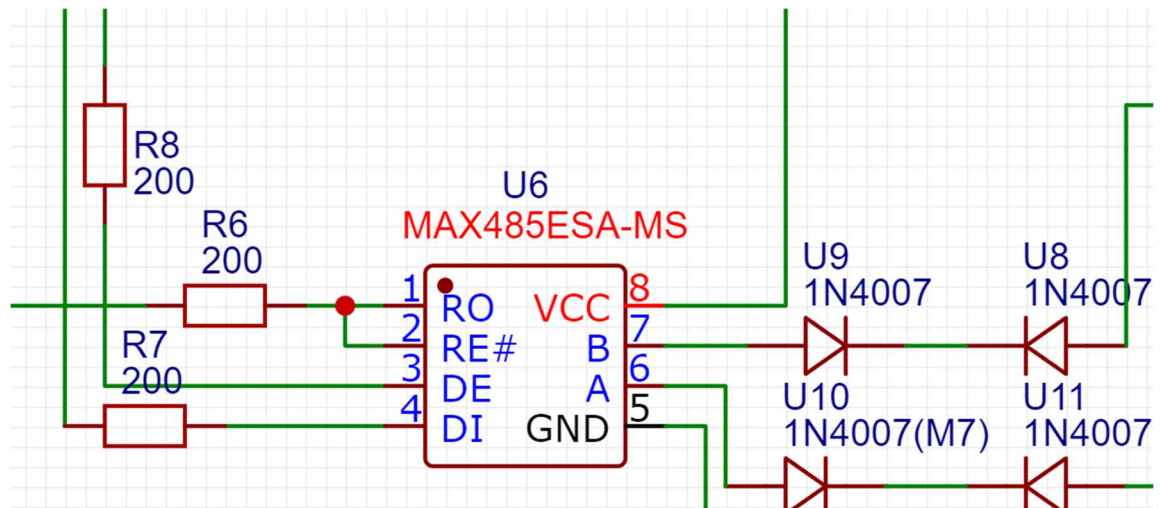 R8
200
R6
200
R7
200
U6
MAX485ESA-MS
1
RO
2
RE#
3
DE
4
DI
VCC
8
B
7
A
6
GND
5
U9
1N4007
U8
1N4007
U10
1N4007(M7)
U11
1N4007